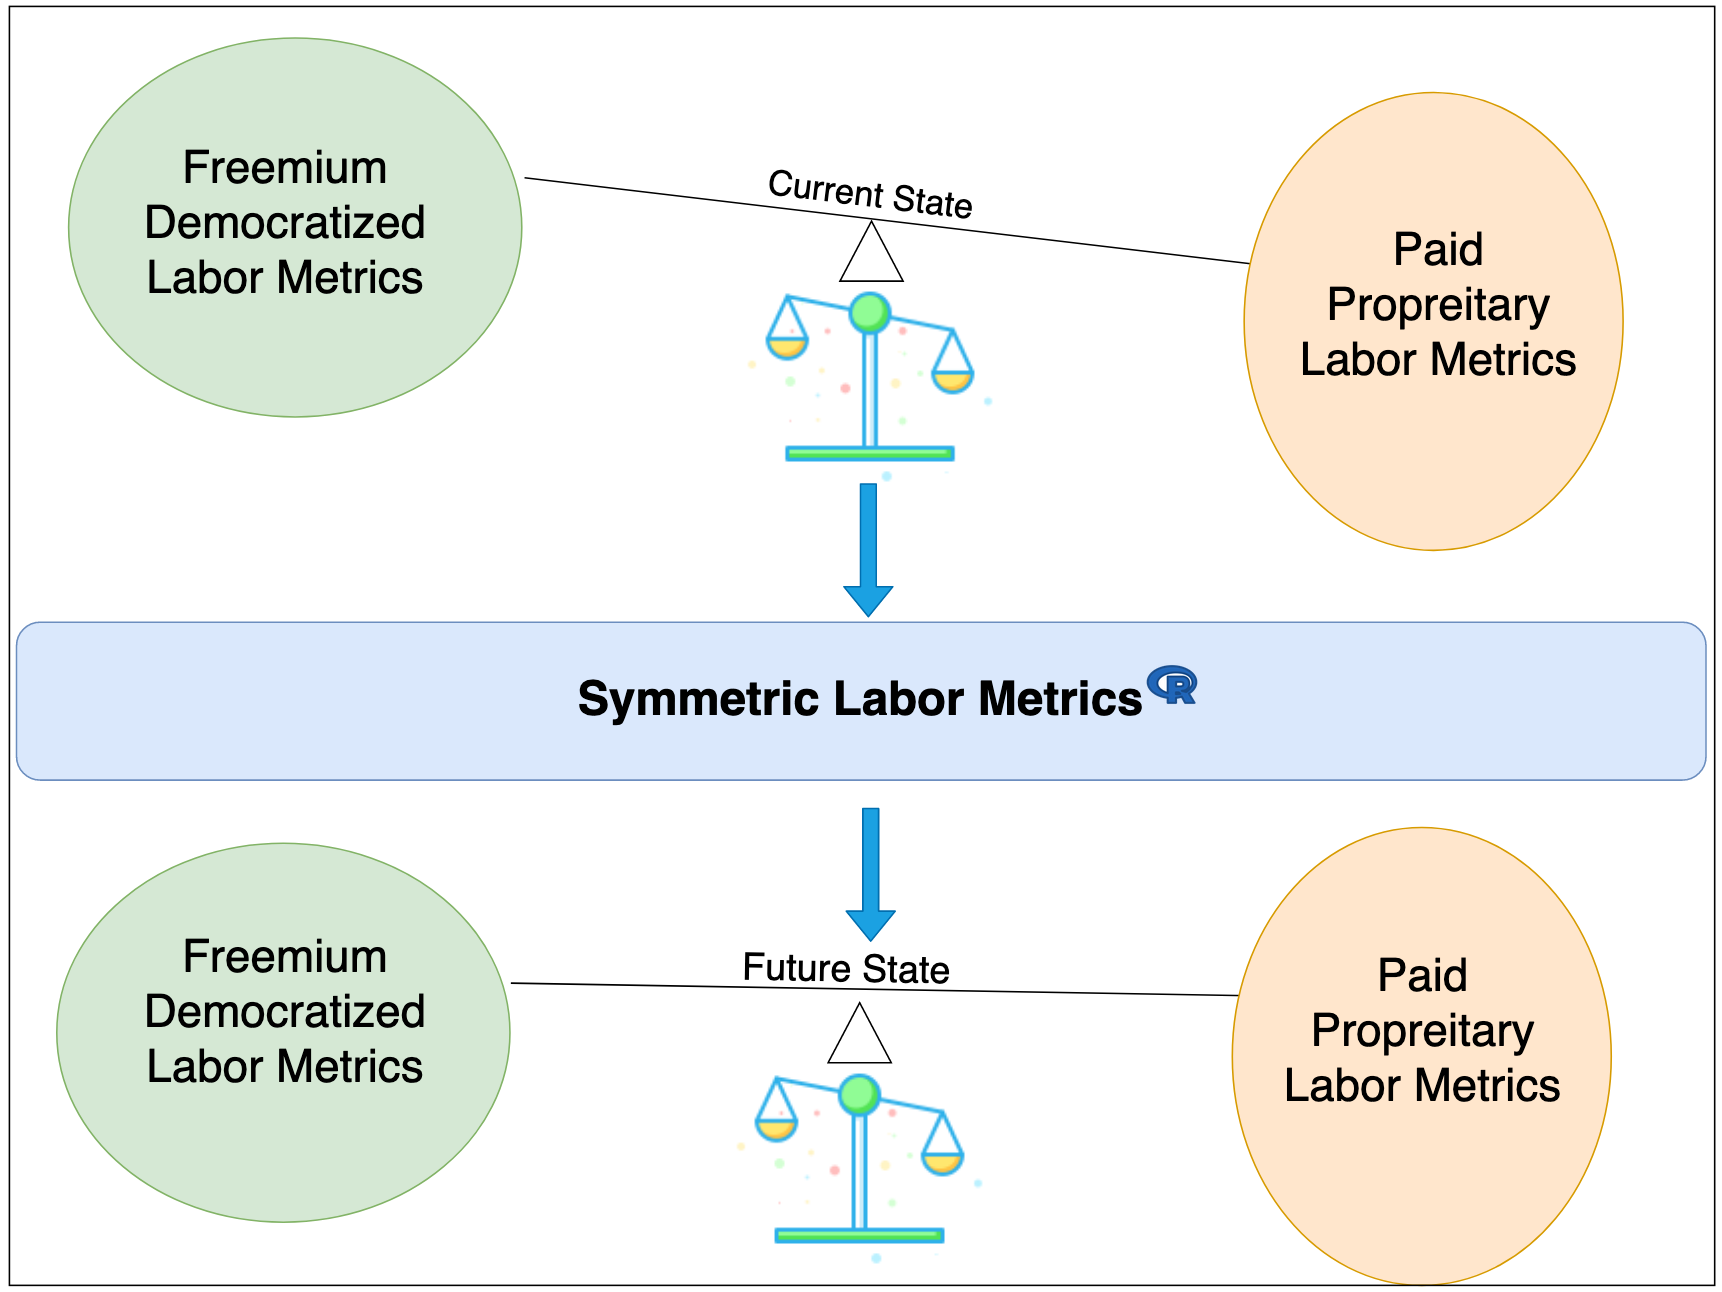 Freemium
Democratized
Labor Metrics
Current State
Paid
Propreitary
Labor Metrics
Symmetric Labor Metrics R
Freemium
Democratized
Labor Metrics
Future State
Paid
Propreitary
Labor Metrics